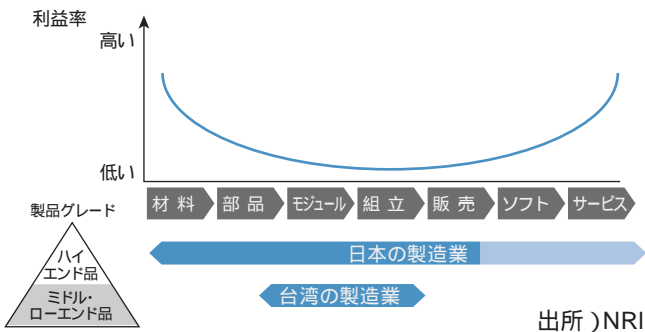 利益率
高い
低い
材 料 部 品 モジュール 組 立 販 売 ソフト サービス
製品グレード
ハイ
エンド品
ミドル・
ローエンド品
日本の製造業
台湾の製造業
出所）NRI